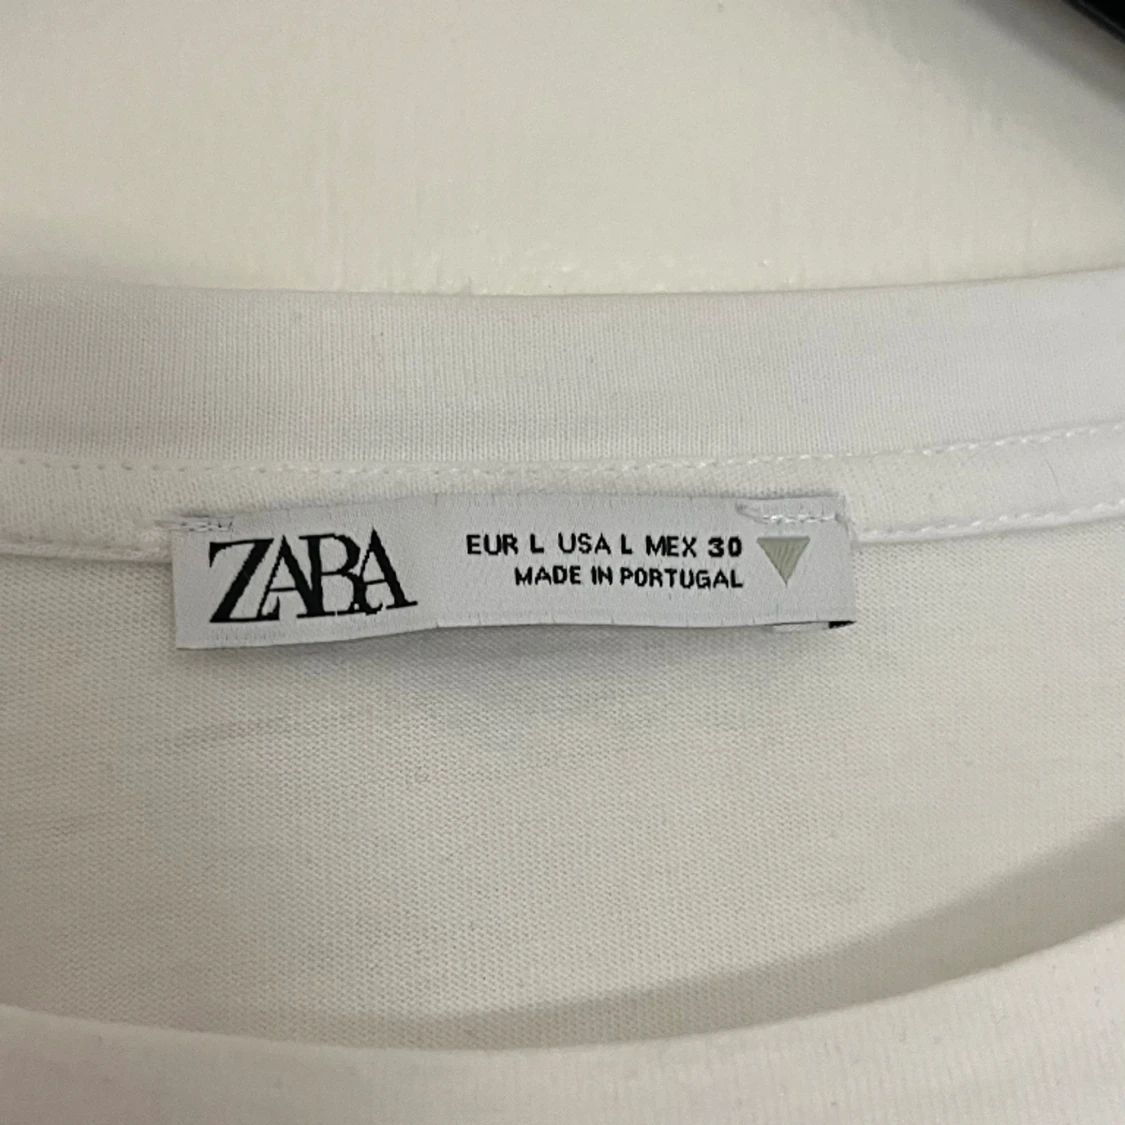 ZARA
EUR L USA L MEX 30
MADE IN PORTUGAL